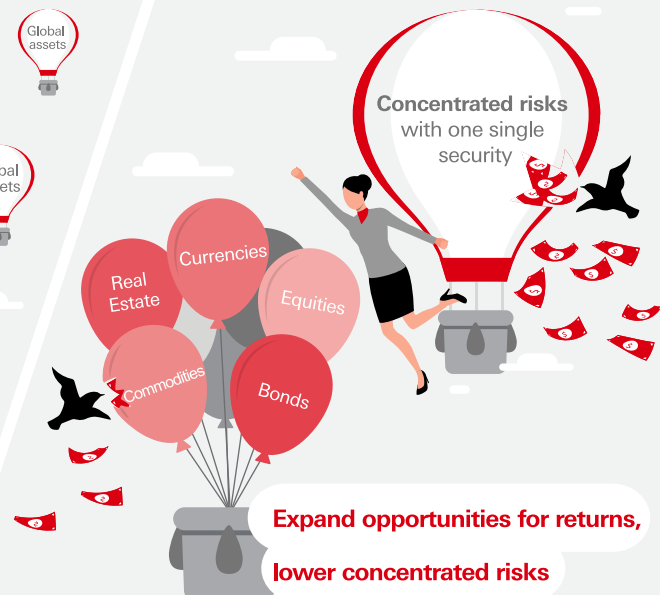 Global
assets
Concentrated risks
with one single
security
Currencies
Real
Estate
Equities
Commodities
Bonds
Expand opportunities for returns,
lower concentrated risks